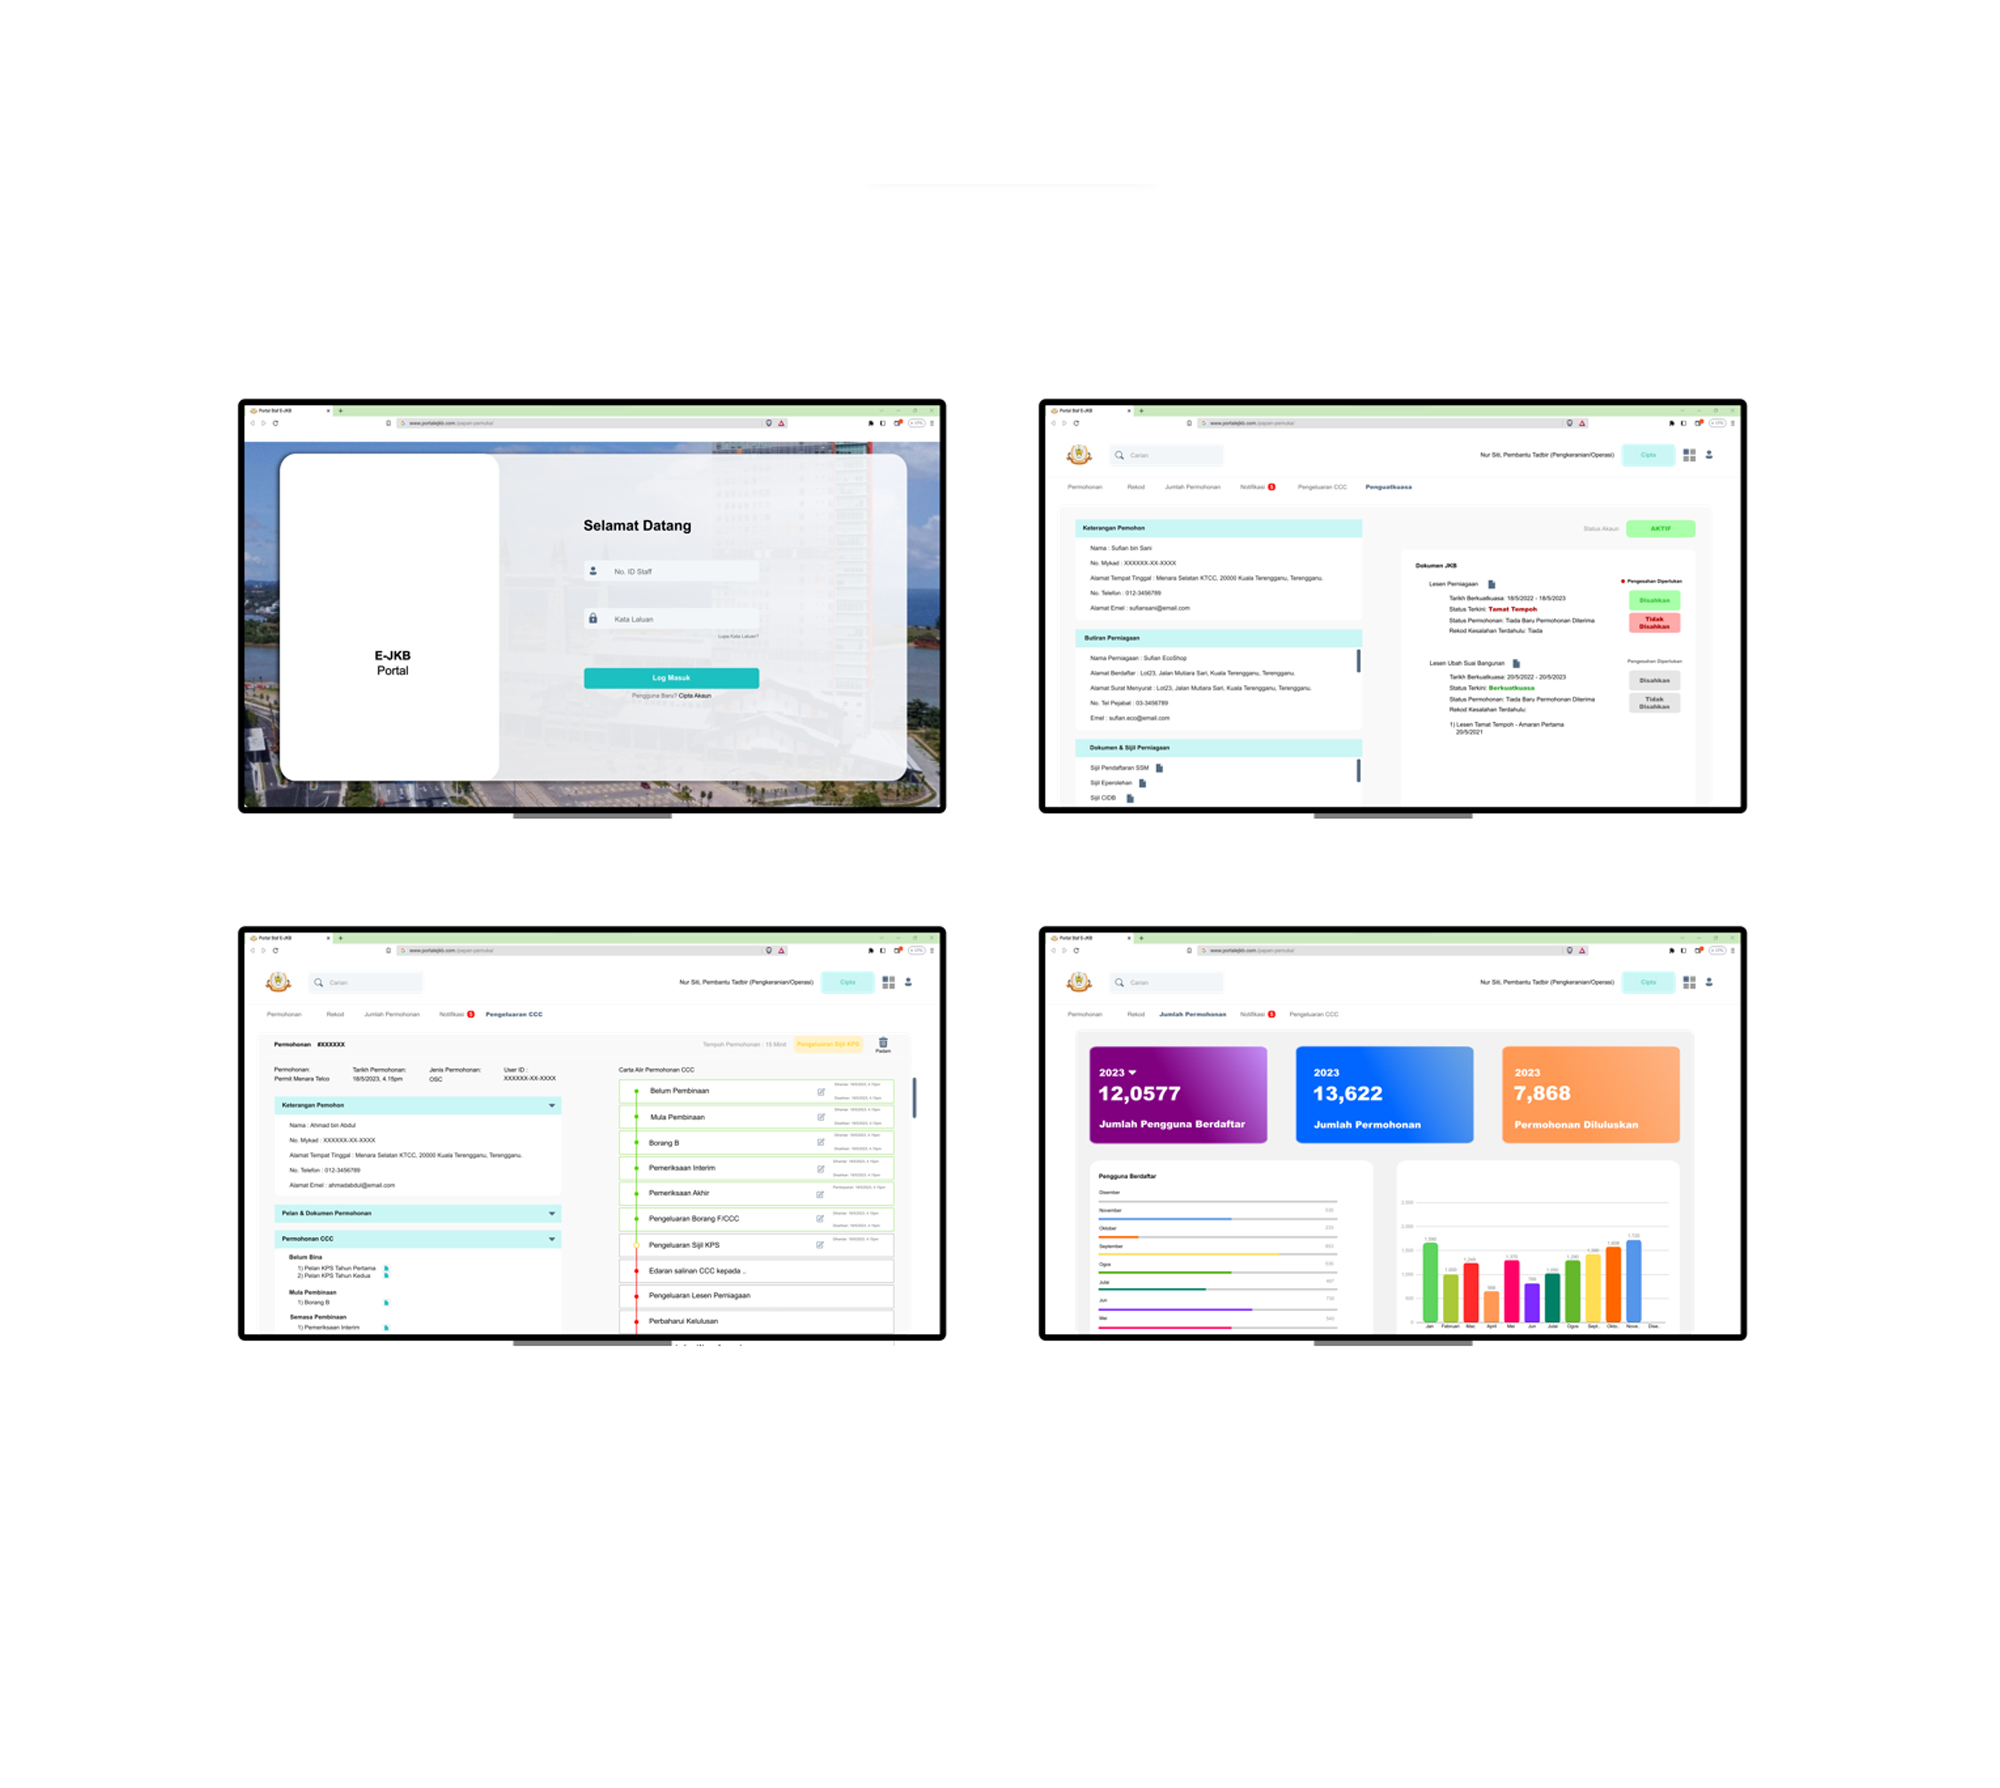 Portal Staf E-JKB
www.portalejkb.com./papan-pemuka/
Selamat Datang
No. ID Staff
Kata Laluan
Lupa Kata Laluan?
E-JKB
Portal
Log Masuk
Pengguna Baru? Cipta Akaun
Portal Staf E-JKB
www.portalejkb.com./papan-pemuka/
Carian
Nur Siti, Pembantu Tadbir (Pengkeranian/Operasi)
Cipta
Permohonan Rekod Jumlah Permohonan Notifikasi 5 Pengeluaran CCC Penguatkuasa
Keterangan Pemohon
Nama : Sufian bin Sani
No. Mykad : XXXXXX-XX-XXXX
Alamat Tempat Tinggal : Menara Selatan KTCC, 20000 Kuala Terengganu, Terengganu.
No. Telefon : 012-3456789
Alamat Emel : sufiansani@email.com
Butiran Perniagaan
Nama Perniagaan : Sufian EcoShop
Alamat Berdaftar : Lot23, Jalan Mutiara Sari, Kuala Terengganu, Terengganu.
Alamat Surat Menyurat : Lot23, Jalan Mutiara Sari, Kuala Terengganu, Terengganu.
No. Tel Pejabat : 03-3456789
Emel : sufian.eco@email.com
Dokumen & Sijil Perniagaan
Sijil Pendaftaran SSM
Sijil Eperolehan
Sijil CIDB
Status Akaun AKTIF
Dokumen JKB
Lesen Perniagaan
Pengesahan Diperlukan
Tarikh Berkuatkuasa: 18/5/2022 - 18/5/2023
Status Terkini: Tamat Tempoh
Status Permohonan: Tiada Baru Permohonan Diterima
Rekod Kesalahan Terdahulu: Tiada
Disahkan
Tidak
Disahkan
Lesen Ubah Suai Bangunan
Pengesahan Diperlukan
Tarikh Berkuatkuasa: 20/5/2022 - 20/5/2023
Status Terkini: Berkuatkuasa
Status Permohonan: Tiada Baru Permohonan Diterima
Rekod Kesalahan Terdahulu:
1) Lesen Tamat Tempoh - Amaran Pertama
20/5/2021
Disahkan
Tidak
Disahkan
Portal Staf E-JKB
www.portalejkb.com./papan-pemuka/
Carian
Nur Siti, Pembantu Tadbir (Pengkeranian/Operasi)
Cipta
Permohonan Rekod Jumlah Permohonan Notifikasi 5 Pengeluaran CCC
Permohonan #XXXXXX
Tempoh Permohonan : 15 Minit
Pengeluaran Sijil KPS
Padam
Permohonan: Tarikh Permohonan: Jenis Permohonan: User ID :
Permit Menara Telco 18/5/2023, 4.15pm OSC XXXXXX-XX-XXXX
Keterangan Pemohon
Nama : Ahmad bin Abdul
No. Mykad : XXXXXX-XX-XXXX
Alamat Tempat Tinggal : Menara Selatan KTCC, 20000 Kuala Terengganu, Terengganu.
No. Telefon : 012-3456789
Alamat Emel : ahmadabdul@email.com
Pelan & Dokumen Permohonan
Permohonan CCC
Belum Bina
1) Pelan KPS Tahun Pertama
2) Pelan KPS Tahun Kedua
Mula Pembinaan
1) Borang B
Semasa Pembinaan
1) Pemeriksaan Interim
Carta Alir Permohonan CCC
Belum Pembinaan
Mula Pembinaan
Borang B
Pemeriksaan Interim
Pemeriksaan Akhir
Pengeluaran Borang F/CCC
Pengeluaran Sijil KPS
Edaran salinan CCC kepada ..
Pengeluaran Lesen Perniagaan
Perbaharui Kelulusan
Portal Staf E-JKB
www.portalejkb.com./papan-pemuka/
Carian
Nur Siti, Pembantu Tadbir (Pengkeranian/Operasi)
Cipta
Permohonan Rekod Jumlah Permohonan Notifikasi 5 Pengeluaran CCC
2023
12,0577
Jumlah Pengguna Berdaftar
2023
13,622
Jumlah Permohonan
2023
7,868
Permohonan Diluluskan
Pengguna Berdaftar
Disember
November
Oktober
September
Ogos
Julai
Jun
Mei
2,500
2,000
1,500
1,000
500
0
Jan Februari Mac April Mei Jun Julai Ogos Sept.. Okto.. Nove.. Dise..